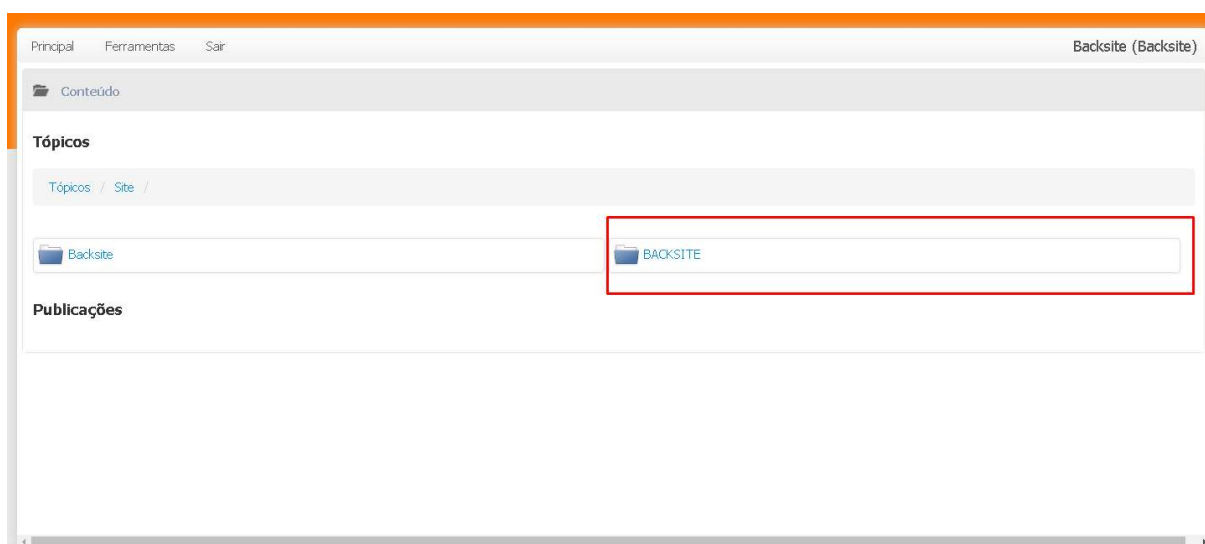 Principal Ferramentas Sair Backsite (Backsite)
Conteúdo
Tópicos
Tópicos / Site /
Backsite BACKSITE
Publicações